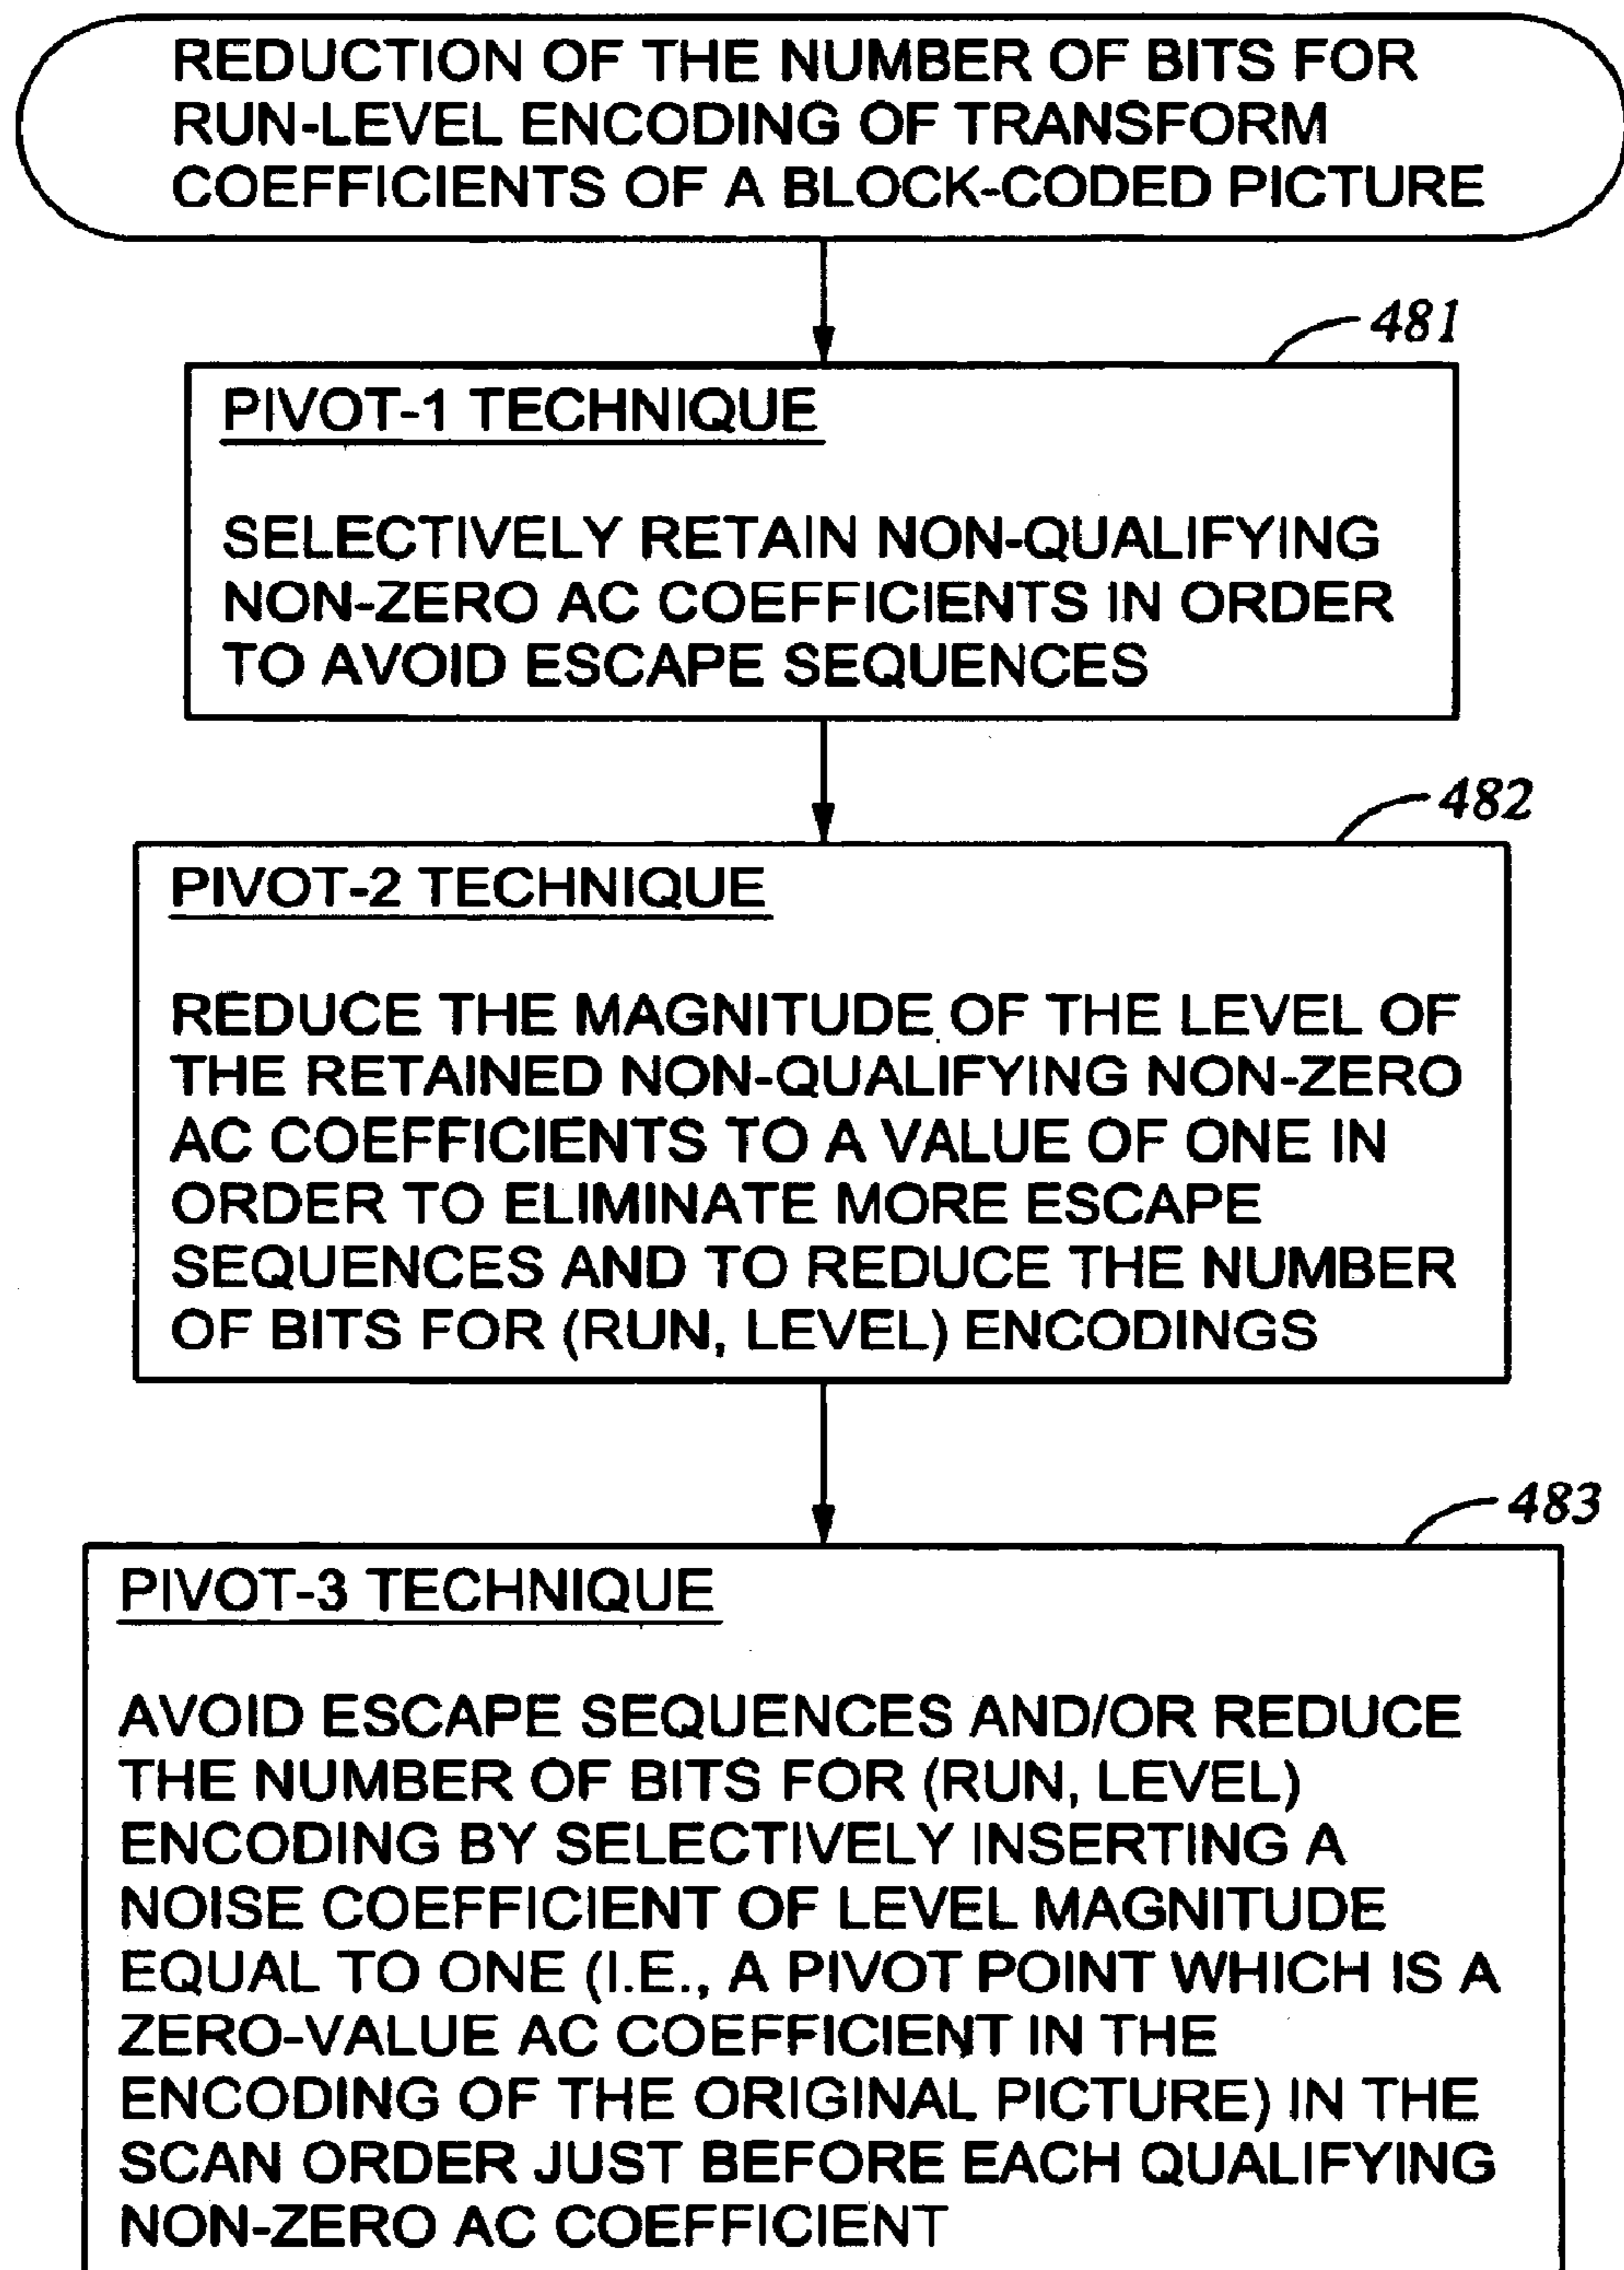 REDUCTION OF THE NUMBER OF BITS FOR
RUN-LEVEL ENCODING OF TRANSFORM
COEFFICIENTS OF A BLOCK-CODED PICTURE
481
PIVOT-1 TECHNIQUE
SELECTIVELY RETAIN NON-QUALIFYING
NON-ZERO AC COEFFICIENTS IN ORDER
TO AVOID ESCAPE SEQUENCES
482
PIVOT-2 TECHNIQUE
REDUCE THE MAGNITUDE OF THE LEVEL OF
THE RETAINED NON-QUALIFYING NON-ZERO
AC COEFFICIENTS TO A VALUE OF ONE IN
ORDER TO ELIMINATE MORE ESCAPE
SEQUENCES AND TO REDUCE THE NUMBER
OF BITS FOR (RUN, LEVEL) ENCODINGS
483
PIVOT-3 TECHNIQUE
AVOID ESCAPE SEQUENCES AND/OR REDUCE
THE NUMBER OF BITS FOR (RUN, LEVEL)
ENCODING BY SELECTIVELY INSERTING A
NOISE COEFFICIENT OF LEVEL MAGNITUDE
EQUAL TO ONE (I.E., A PIVOT POINT WHICH IS A
ZERO-VALUE AC COEFFICIENT IN THE
ENCODING OF THE ORIGINAL PICTURE) IN THE
SCAN ORDER JUST BEFORE EACH QUALIFYING
NON-ZERO AC COEFFICIENT